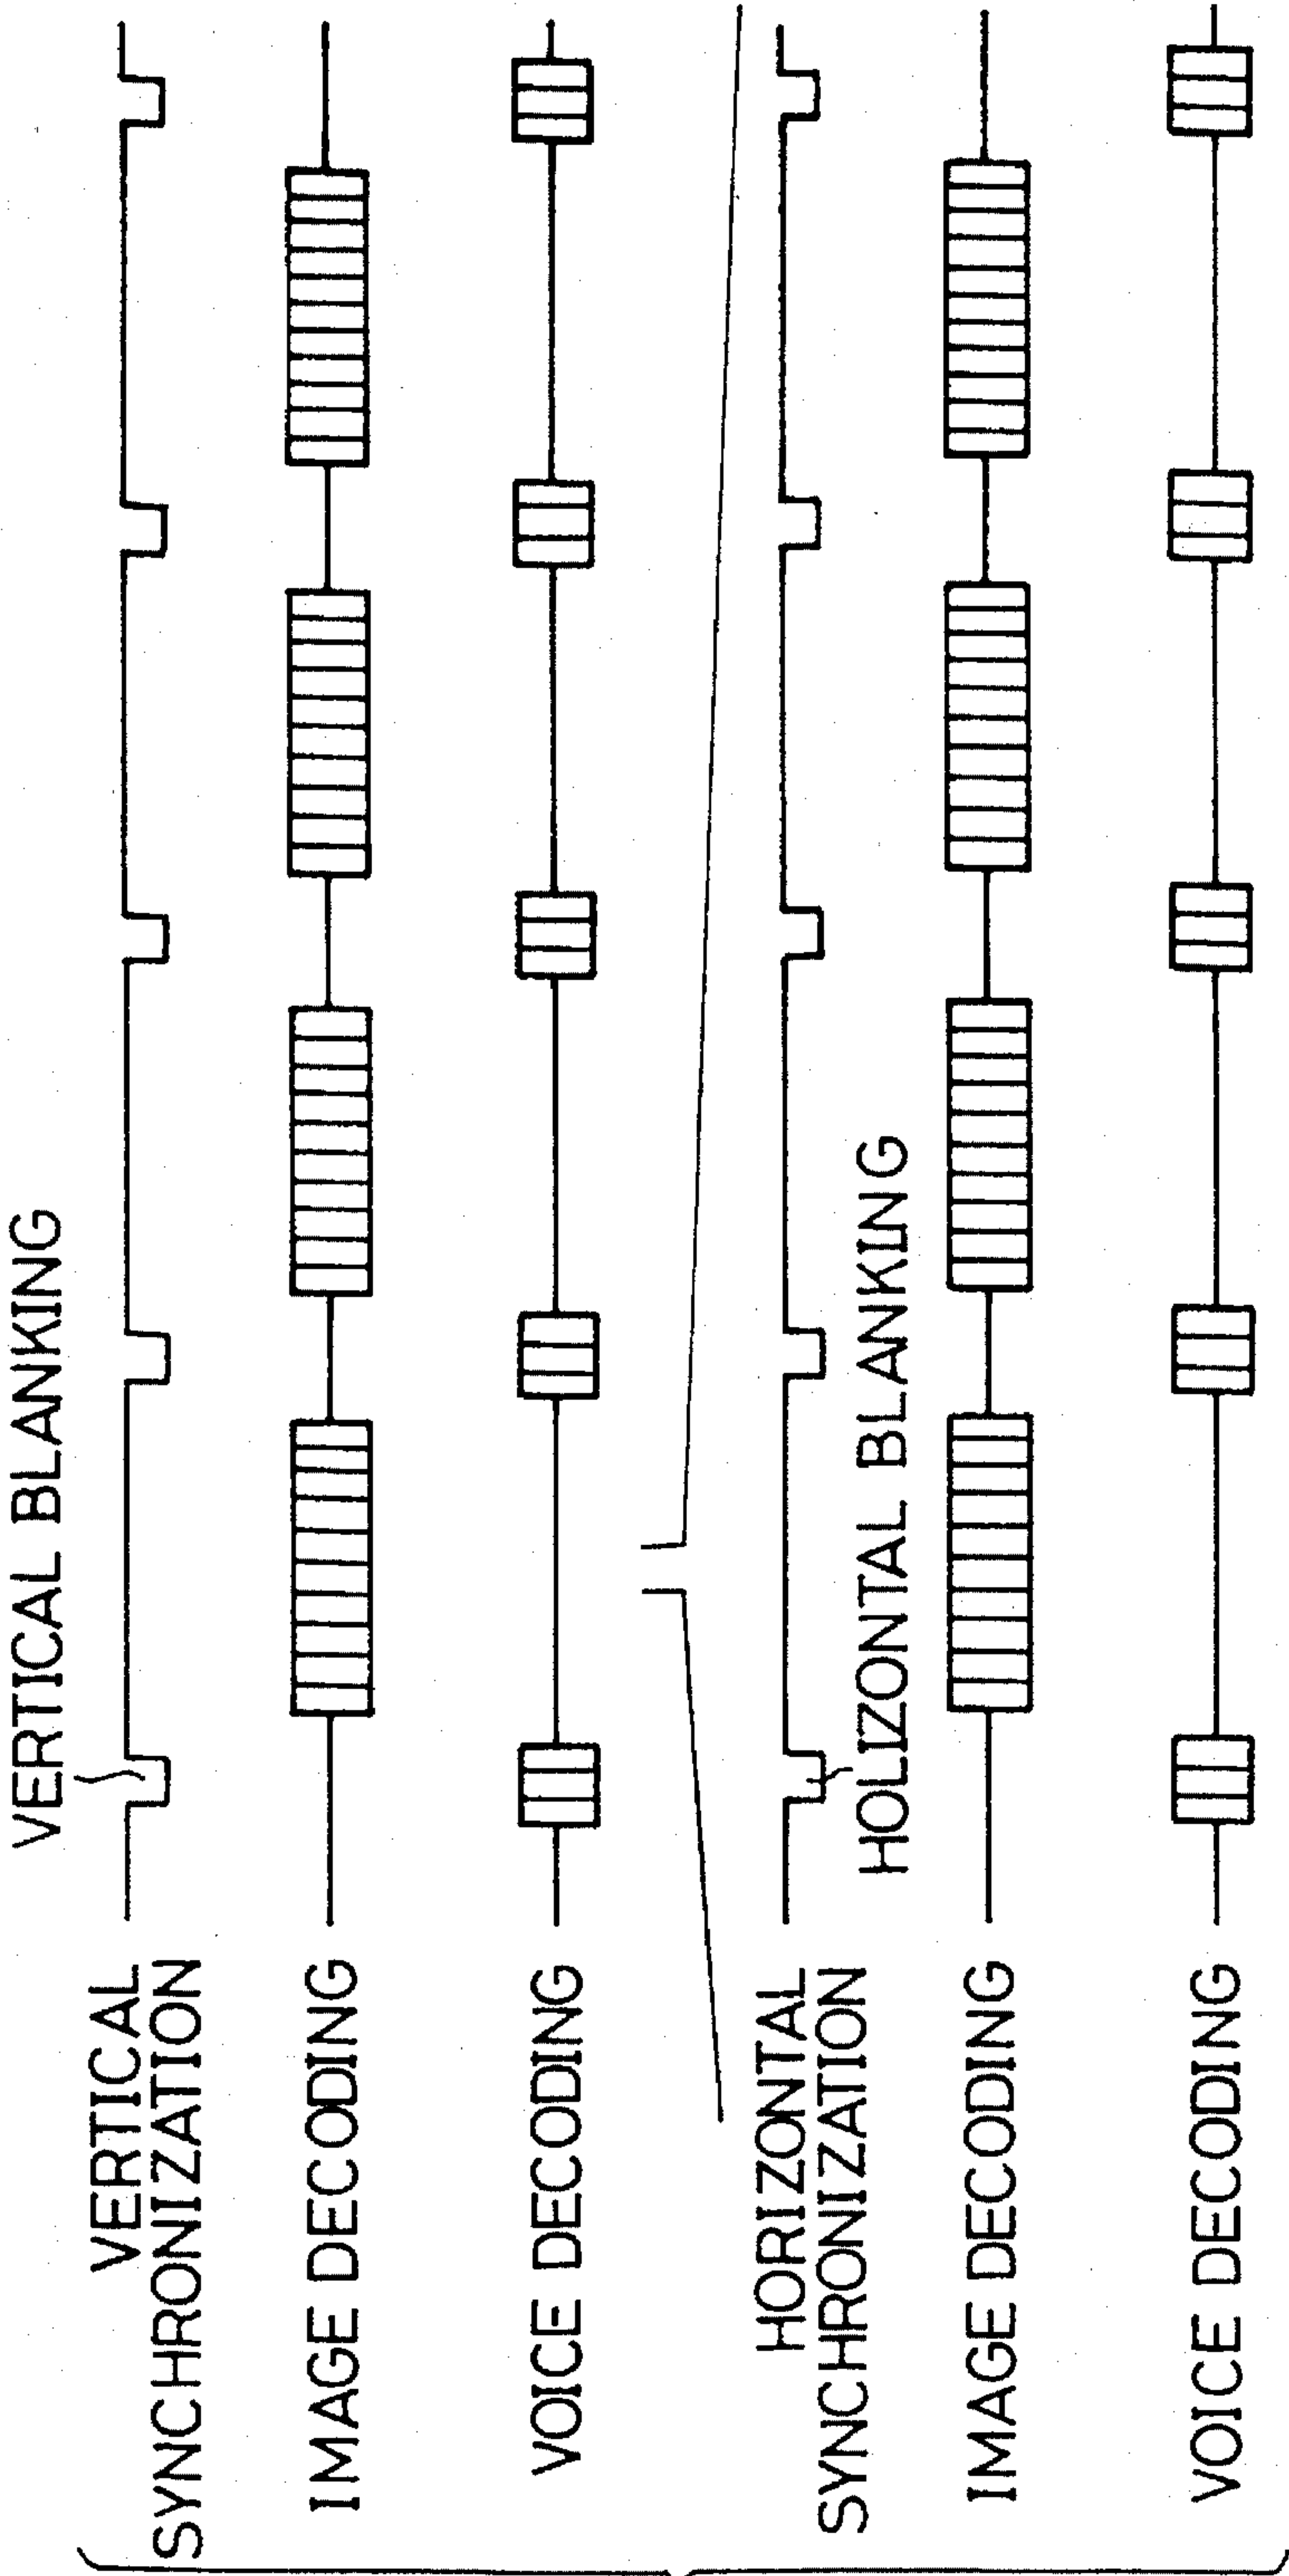 VERTICAL BLANKING
VERTICAL
SYNCHRONIZATION
IMAGE DECODING
VOICE DECODING
HORIZONTAL
SYNCHRONIZATION
HOLIZONTAL BLANKING
IMAGE DECODING
VOICE DECODING